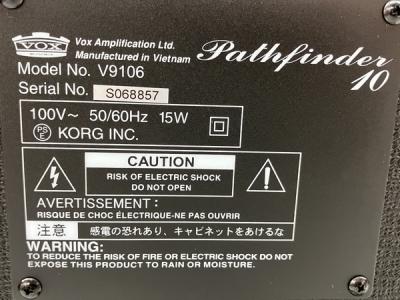 VOX
Vox Amplification Ltd.
Manufactured in Vietnam
Pathfinder
10
Model No. V9106
Serial No. S068857
100V~ 50/60Hz 15W
PSE KORG INC.
CAUTION
RISK OF ELECTRIC SHOCK
DO NOT OPEN
AVERTISSEMENT:
RISQUE DE CHOC ÉLECTRIQUE-NE PAS OUVRIR
注意 感電の恐れあり、キャビネットをあけるな
WARNING:
TO REDUCE THE RISK OF FIRE OR ELECTRIC SHOCK DO NOT
EXPOSE THIS PRODUCT TO RAIN OR MOISTURE.